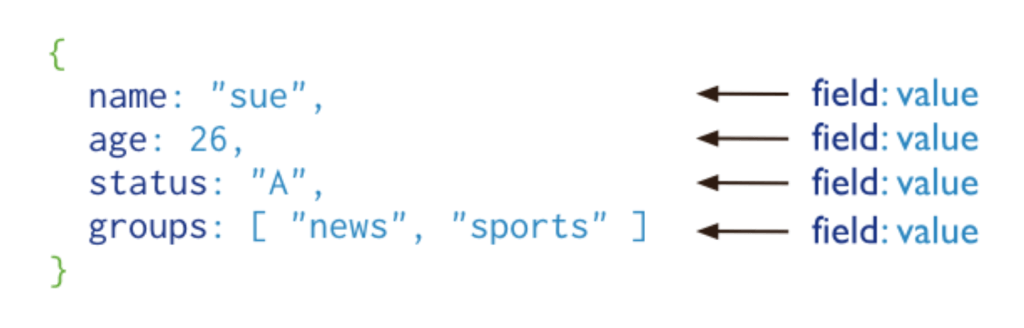 {
name: "sue", field: value
age: 26, field: value
status: "A", field: value
groups: [ "news", "sports" ] field: value
}